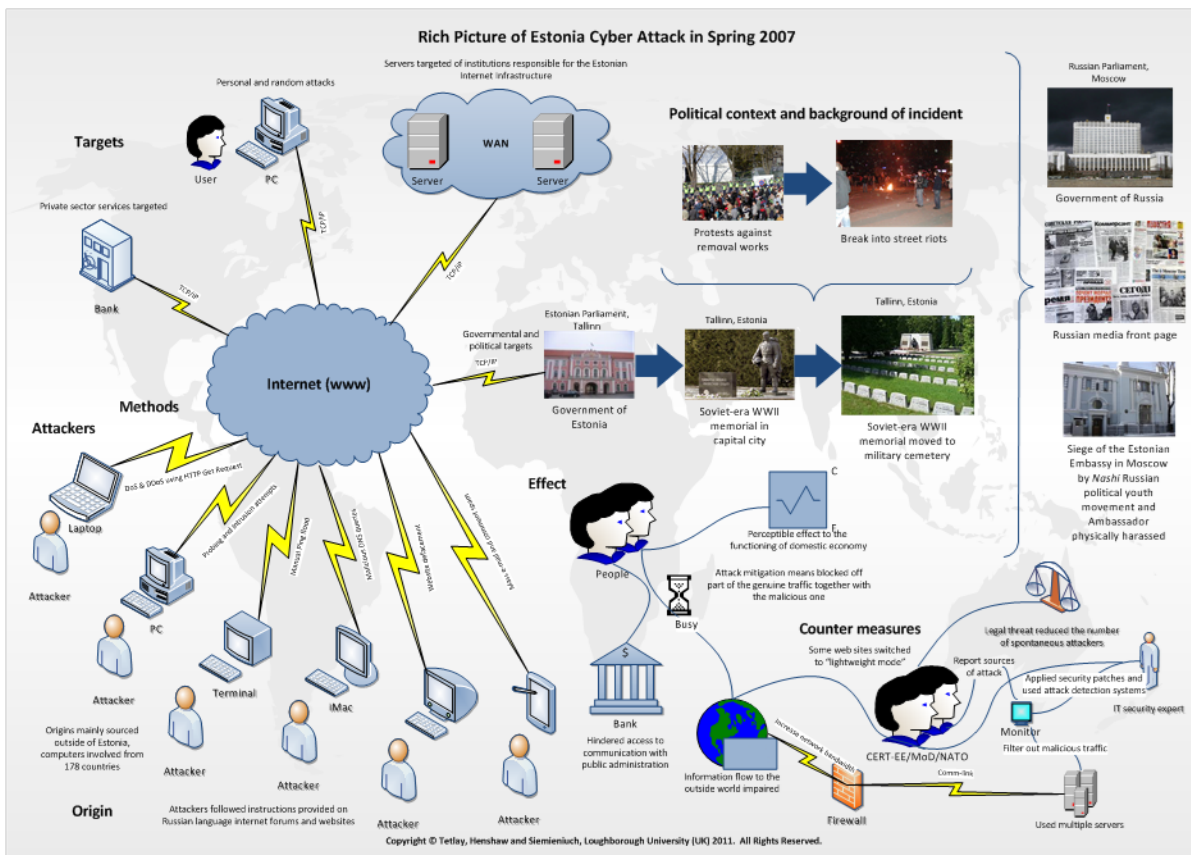 Rich Picture of Estonia Cyber Attack in Spring 2007
Targets
Personal and random attacks
User
PC
Servers targeted of institutions responsible for the Estonian
Internet Infrastructure
WAN
Server
Server
Private sector services targeted
Bank
TCP/IP
TCP/IP
TCP/IP
Internet (www)
Governmental and
political targets
TCP/IP
Political context and background of incident
Protests against
removal works
Break into street riots
Estonian Parliament,
Tallinn
Government of
Estonia
Tallinn, Estonia
Soviet-era WWII
memorial in
capital city
Tallinn, Estonia
Soviet-era WWII
memorial moved to
military cemetery
Russian Parliament,
Moscow
Government of Russia
Russian media front page
Siege of the Estonian
Embassy in Moscow
by Nashi Russian
political youth
movement and
Ambassador
physically harassed
Methods
Attackers
DoS & DDoS using HTTP Get Request
Probing and intrusion attempts
Manual Ping flood
Malicious DNS queries
Website defacement
Mass e-mail and comment spam
Laptop
Attacker
PC
Attacker
Terminal
Attacker
iMac
Attacker
Attacker
Attacker
Origins mainly sourced
outside of Estonia,
computers involved from
178 countries
Origin
Attackers followed instructions provided on
Russian language internet forums and websites
Effect
People
C
F
Perceptible effect to the
functioning of domestic economy
Attack mitigation means blocked off
part of the genuine traffic together with
the malicious one
Busy
$
Bank
Hindered access to
communication with
public administration
Information flow to the
outside world impaired
Counter measures
Some web sites switched
to "lightweight mode"
CERT-EE/MoD/NATO
Legal threat reduced the number
of spontaneous attackers
Report sources
of attack
Applied security patches and
used attack detection systems
IT security expert
Monitor
Filter out malicious traffic
Increase network bandwidth
Comm-link
Firewall
Used multiple servers
Copyright © Tetlay, Henshaw and Siemieniuch, Loughborough University (UK) 2011. All Rights Reserved.